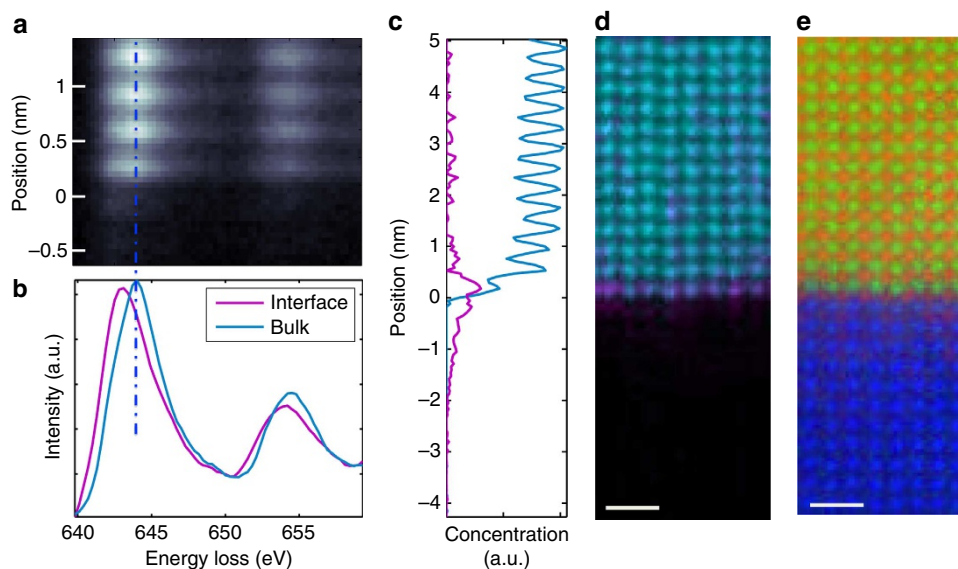 a
1
0.5
0
−0.5
Position (nm)
b
Interface
Bulk
Intensity (a.u.)
640
645
650
655
Energy loss (eV)
c
5
4
3
2
1
0
−1
−2
−3
−4
Position (nm)
Concentration
(a.u.)
d
e